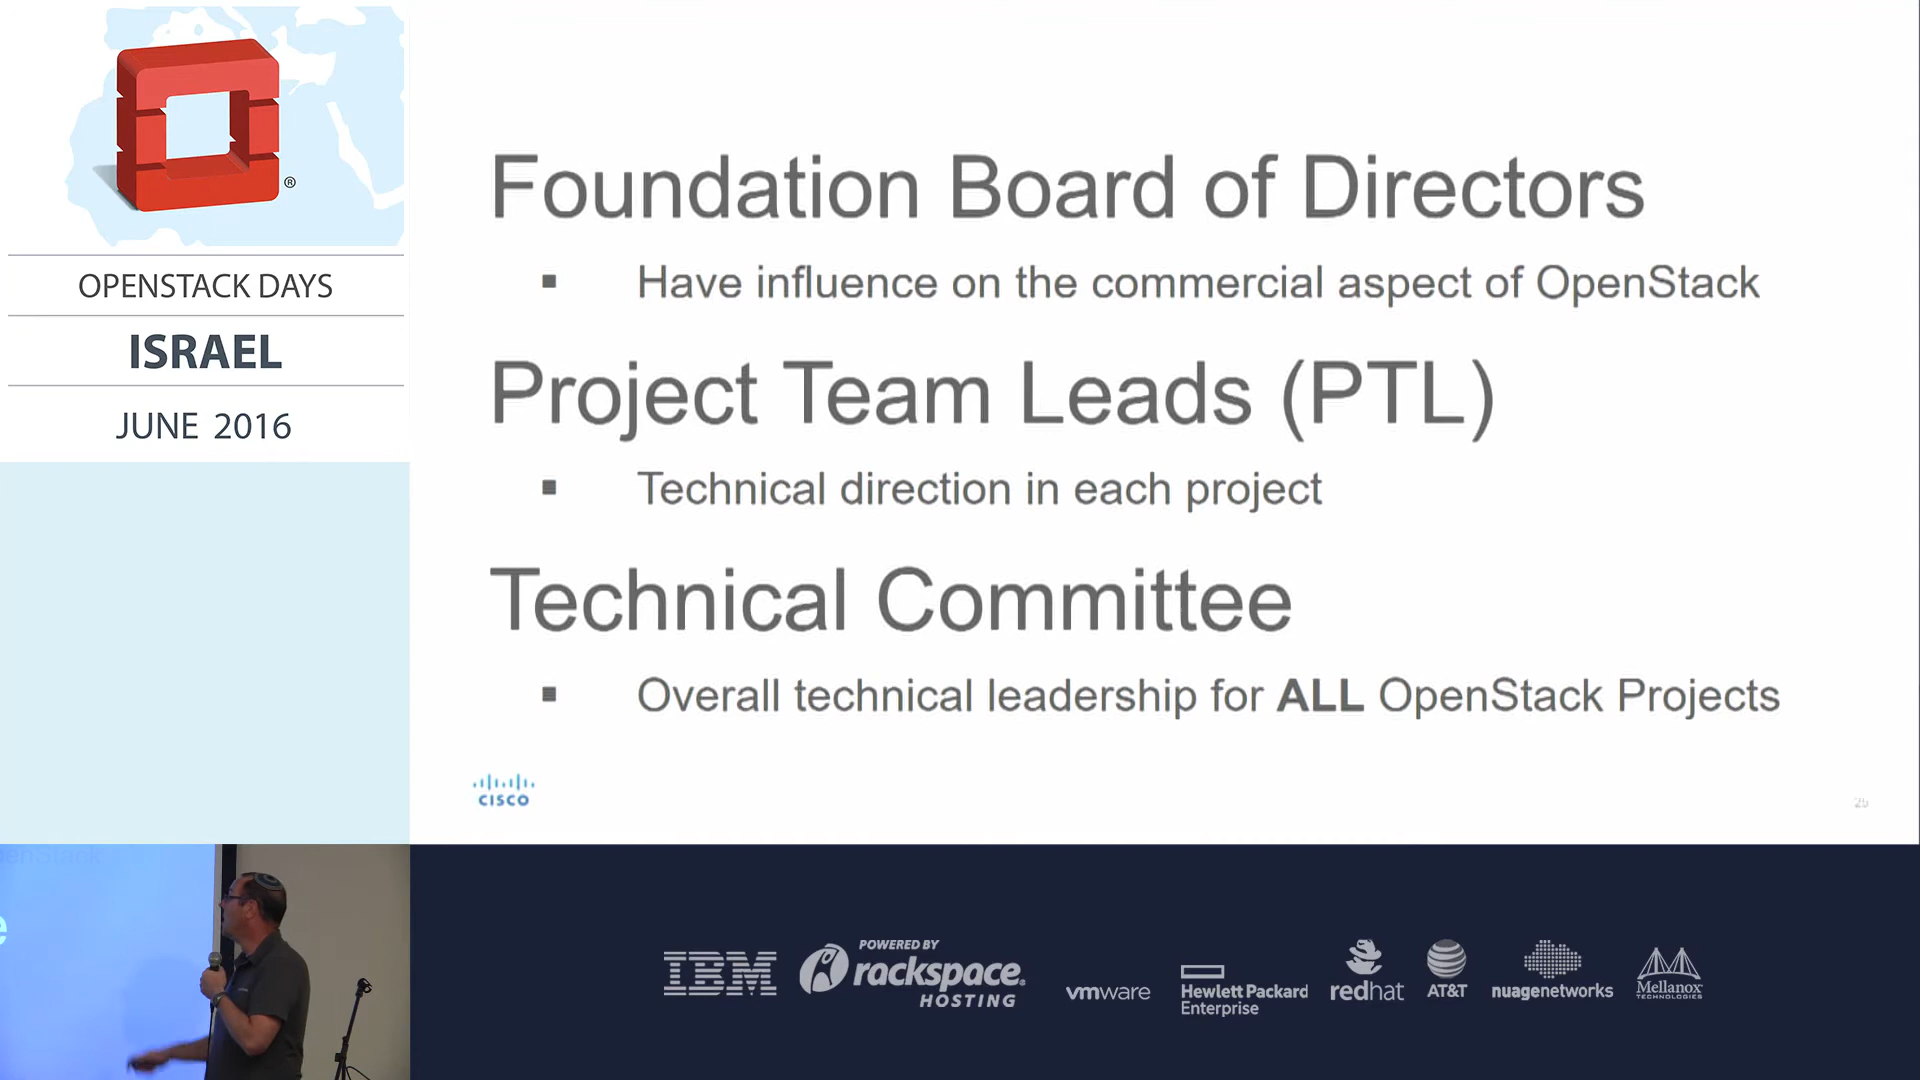 ®
OPENSTACK DAYS
ISRAEL
JUNE 2016
Foundation Board of Directors
▪ Have influence on the commercial aspect of OpenStack
Project Team Leads (PTL)
▪ Technical direction in each project
Technical Committee
▪ Overall technical leadership for ALL OpenStack Projects
CISCO
IBM
POWERED BY
rackspace®
HOSTING
vmware
Hewlett Packard
Enterprise
redhat
AT&T
nuagenetworks
Mellanox
TECHNOLOGIES